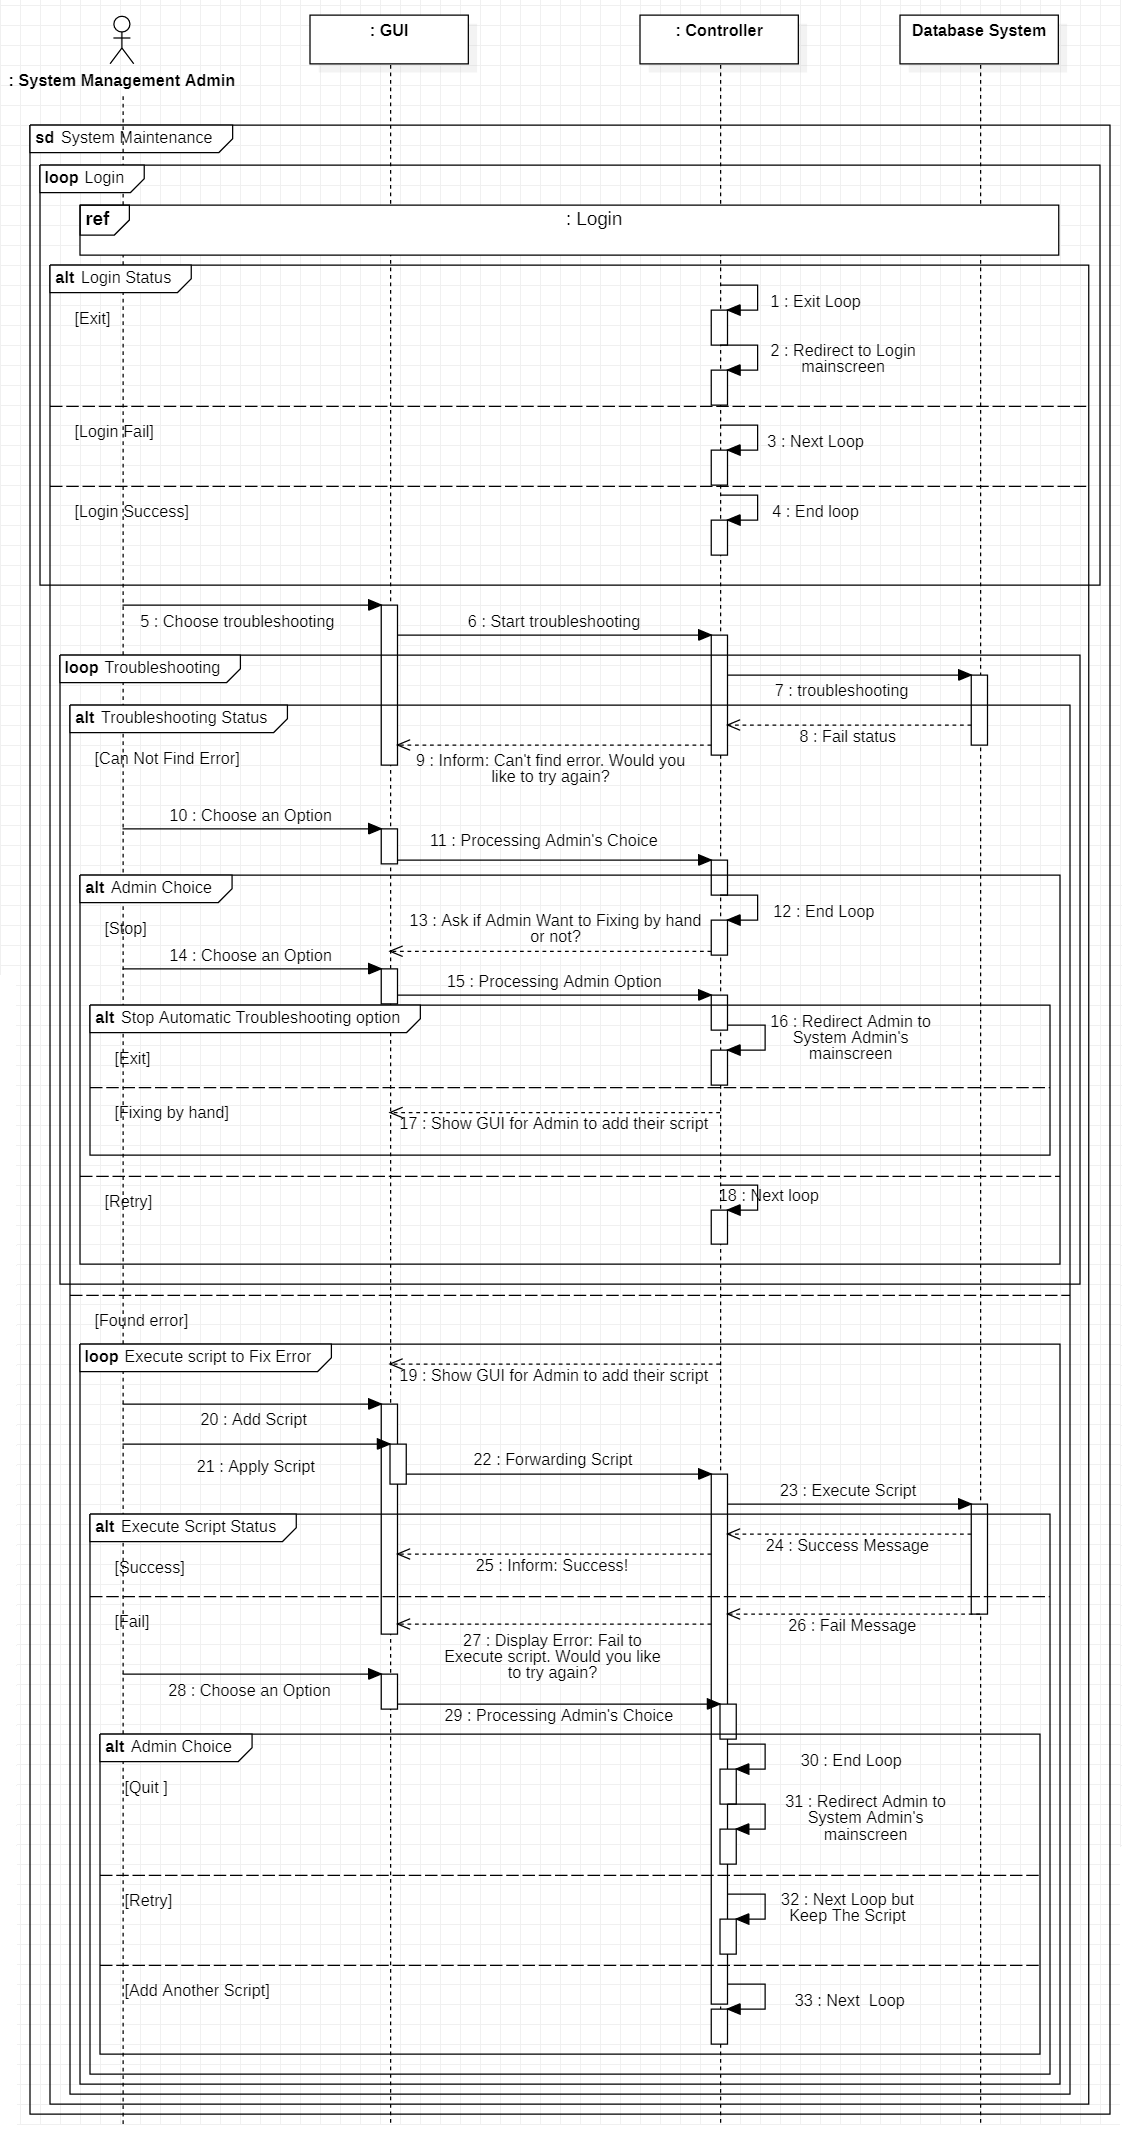 : GUI
: Controller
Database System
: System Management Admin
sd System Maintenance
loop Login
ref
: Login
alt Login Status
[Exit]
1 : Exit Loop
2 : Redirect to Login
mainscreen
[Login Fail]
3 : Next Loop
[Login Success]
4 : End loop
5 : Choose troubleshooting
6 : Start troubleshooting
loop Troubleshooting
7 : troubleshooting
alt Troubleshooting Status
8 : Fail status
[Can Not Find Error]
9 : Inform: Can't find error. Would you
like to try again?
10 : Choose an Option
11 : Processing Admin's Choice
alt Admin Choice
12 : End Loop
[Stop]
13 : Ask if Admin Want to Fixing by hand
or not?
14 : Choose an Option
15 : Processing Admin Option
alt Stop Automatic Troubleshooting option
16 : Redirect Admin to
System Admin's
mainscreen
[Exit]
[Fixing by hand]
17 : Show GUI for Admin to add their script
[Retry]
18 : Next loop
[Found error]
loop Execute script to Fix Error
19 : Show GUI for Admin to add their script
20 : Add Script
21 : Apply Script
22 : Forwarding Script
23 : Execute Script
alt Execute Script Status
24 : Success Message
[Success]
25 : Inform: Success!
[Fail]
26 : Fail Message
27 : Display Error: Fail to
Execute script. Would you like
to try again?
28 : Choose an Option
29 : Processing Admin's Choice
alt Admin Choice
30 : End Loop
[Quit ]
31 : Redirect Admin to
System Admin's
mainscreen
[Retry]
32 : Next Loop but
Keep The Script
[Add Another Script]
33 : Next  Loop